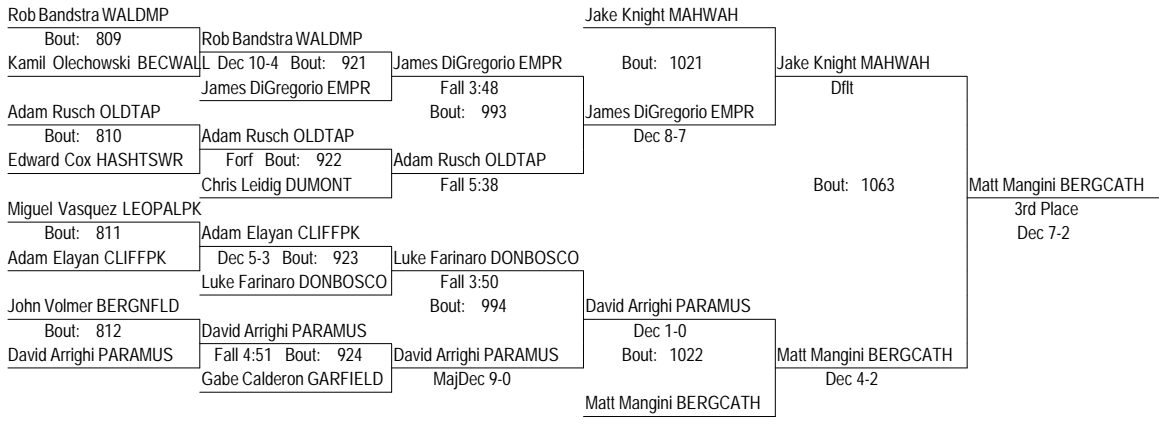 Rob Bandstra WALDMP
Jake Knight MAHWAH
Bout: 809
Rob Bandstra WALDMP
Kamil Olechowski BECWALL
Dec 10-4 Bout: 921
James DiGregorio EMPR
Bout: 1021
Jake Knight MAHWAH
James DiGregorio EMPR
Fall 3:48
Dflt
Adam Rusch OLDTAP
Bout: 993
James DiGregorio EMPR
Bout: 810
Adam Rusch OLDTAP
Dec 8-7
Edward Cox HASHTSWR
Forf Bout: 922
Adam Rusch OLDTAP
Chris Leidig DUMONT
Fall 5:38
Bout: 1063
Matt Mangini BERGCATH
Miguel Vasquez LEOPALPK
3rd Place
Bout: 811
Adam Elayan CLIFFPK
Dec 7-2
Adam Elayan CLIFFPK
Dec 5-3 Bout: 923
Luke Farinaro DONBOSCO
Luke Farinaro DONBOSCO
Fall 3:50
John Volmer BERGNFLD
Bout: 994
David Arrighi PARAMUS
Bout: 812
David Arrighi PARAMUS
Dec 1-0
David Arrighi PARAMUS
Fall 4:51 Bout: 924
David Arrighi PARAMUS
Bout: 1022
Matt Mangini BERGCATH
Gabe Calderon GARFIELD
MajDec 9-0
Dec 4-2
Matt Mangini BERGCATH